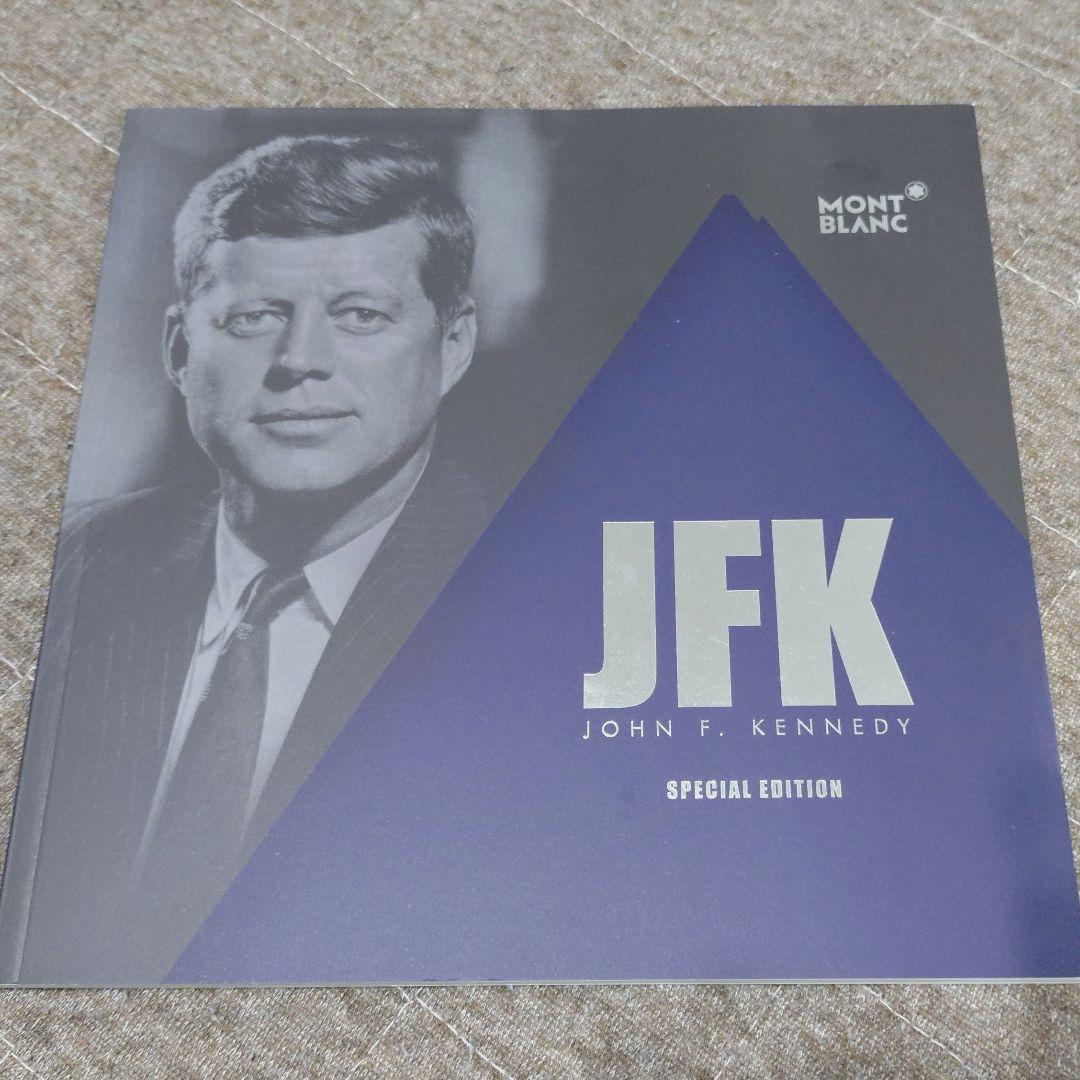 MONT
BLANC
JFK
JOHN F. KENNEDY
SPECIAL EDITION